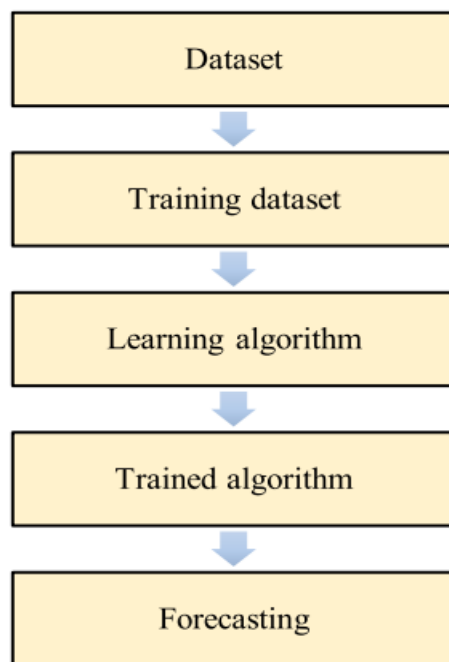 Dataset
Training dataset
Learning algorithm
Trained algorithm
Forecasting